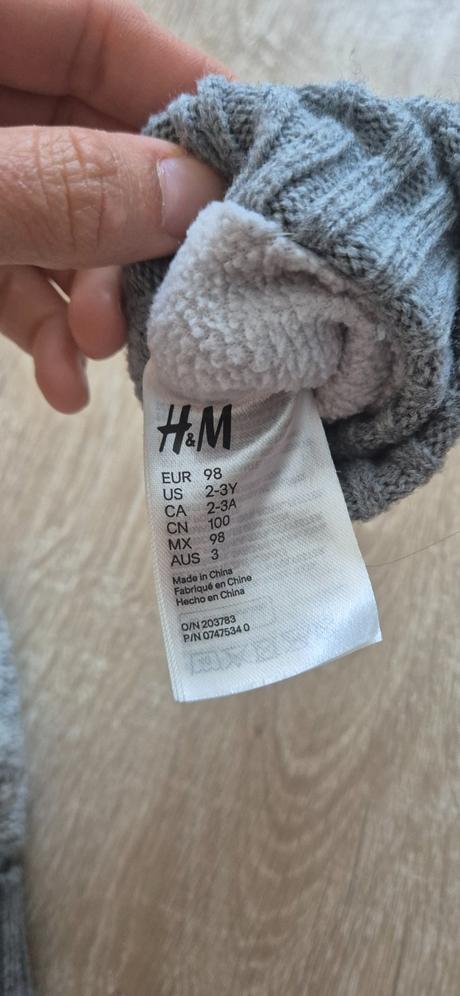 H&M
EUR 98
US 2-3Y
CA 2-3A
CN 100
MX 98
AUS 3
Made in China
Fabriqué en Chine
Hecho en China
O/N 203783
P/N 0747534 0